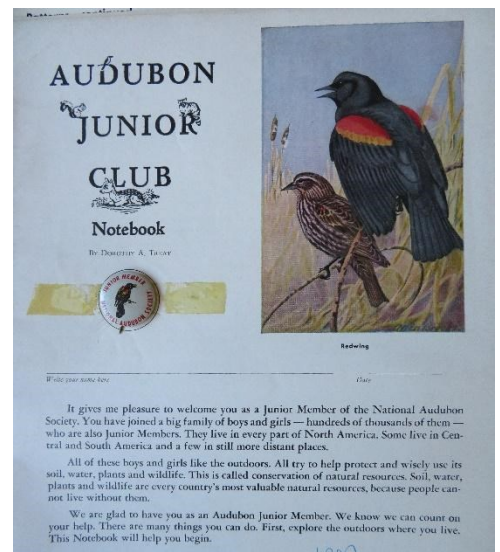 AUDUBON
JUNIOR
CLUB
Notebook
By Dorothy A. Treat
JUNIOR MEMBER
AUDUBON SOCIETY
Redwing
Write your name here
Date
It gives me pleasure to welcome you as a Junior Member of the National Audubon
Society. You have joined a big family of boys and girls — hundreds of thousands of them —
who are also Junior Members. They live in every part of North America. Some live in Cen-
tral and South America and a few in still more distant places.
All of these boys and girls like the outdoors. All try to help protect and wisely use its
soil, water, plants and wildlife. This is called conservation of natural resources. Soil, water,
plants and wildlife are every country's most valuable natural resources, because people can-
not live without them.
We are glad to have you as an Audubon Junior Member. We know we can count on
your help. There are many things you can do. First, explore the outdoors where you live.
This Notebook will help you begin.